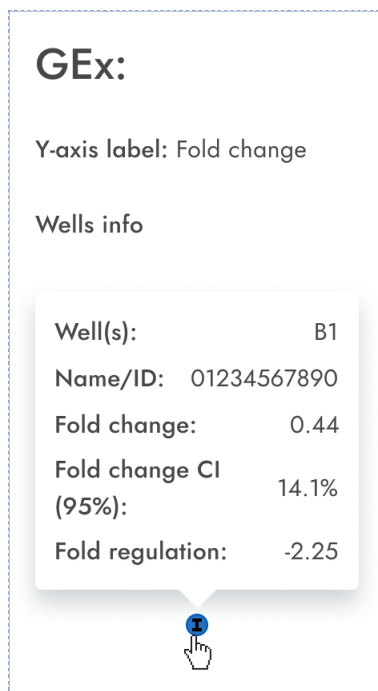 GEx:
Y-axis label: Fold change
Wells info
Well(s): B1
Name/ID: 01234567890
Fold change: 0.44
Fold change CI
(95%): 14.1%
Fold regulation: -2.25